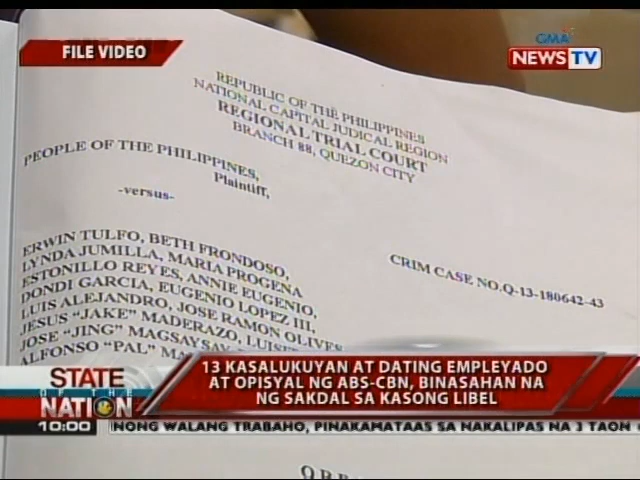 FILE VIDEO
GMA
NEWS TV
REPUBLIC OF THE PHILIPPINES
NATIONAL CAPITAL JUDICIAL REGION
REGIONAL TRIAL COURT
BRANCH 88, QUEZON CITY
PEOPLE OF THE PHILIPPINES,
Plaintiff,
-versus-
ERWIN TULFO, BETH FRONDOSO,
LYNDA JUMILLA, MARIA PROGENA
ESTONILLO REYES, ANNIE EUGENIO,
DONDI GARCIA, EUGENIO LOPEZ III,
LUIS ALEJANDRO, JOSE RAMON OLIVES
JESUS "JAKE" MADERAZO,
JOSE "JING" MAGSAYSAY,
ALFONSO "PAL"
CRIM CASE NO.Q-13-180642-43
13 KASALUKUYAN AT DATING EMPLEYADO
AT OPISYAL NG ABS-CBN, BINASAHAN NA
NG SAKDAL SA KASONG LIBEL
STATE
OF THE
NATION
10:00
NONG WALANG TRABAHO, PINAKAMATAAS SA NAKALIPAS NA 3 TAON